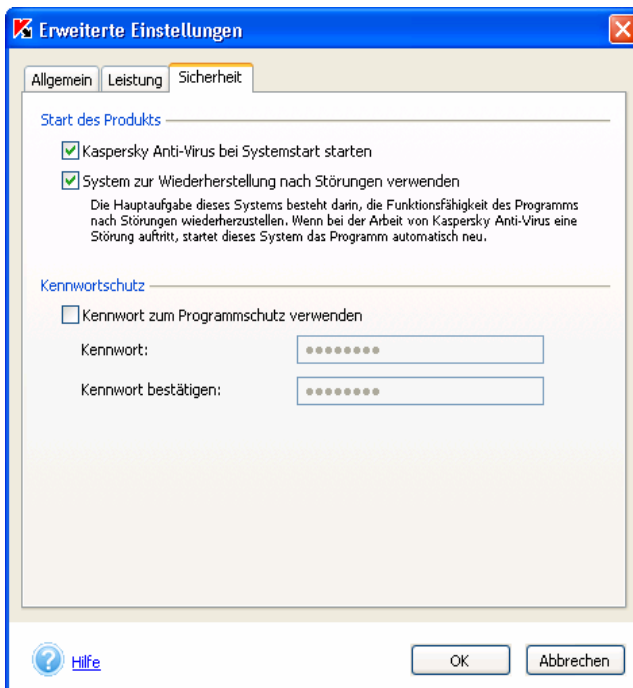 Erweiterte Einstellungen
Allgemein
Leistung
Sicherheit
Start des Produkts
Kaspersky Anti-Virus bei Systemstart starten
System zur Wiederherstellung nach Störungen verwenden
Die Hauptaufgabe dieses Systems besteht darin, die Funktionsfähigkeit des Programms
nach Störungen wiederherzustellen. Wenn bei der Arbeit von Kaspersky Anti-Virus eine
Störung auftritt, startet dieses System das Programm automatisch neu.
Kennwortschutz
Kennwort zum Programmschutz verwenden
Kennwort:
Kennwort bestätigen:
Hilfe
OK
Abbrechen